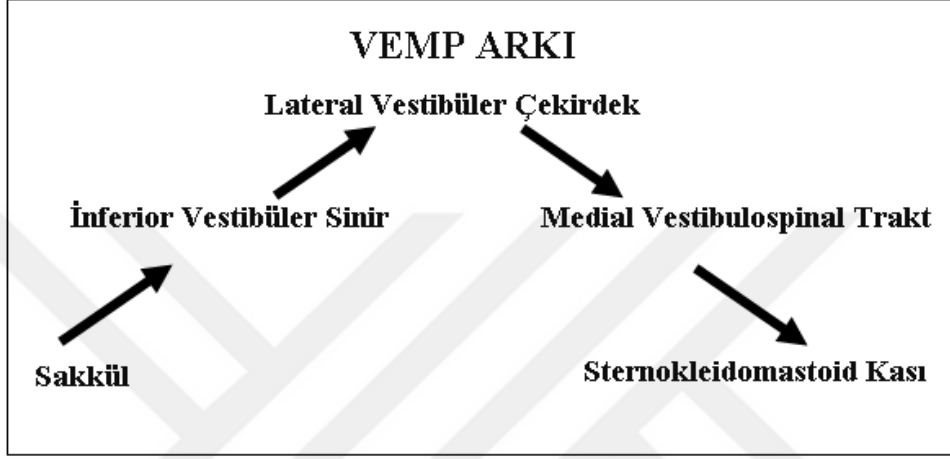 VEMP ARKI
Lateral Vestibüler Çekirdek
İnferior Vestibüler Sinir
Medial Vestibulospinal Trakt
Sakkül
Sternokleidomastoid Kası